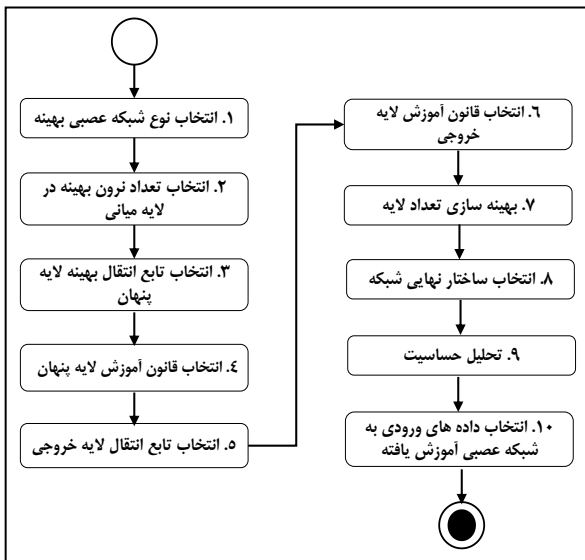 ۱. انتخاب نوع شبکه عصبی بهینه
۲. انتخاب تعداد نرون بهینه در
لایه میانی
۳. انتخاب تابع انتقال بهینه لایه
پنهان
۴. انتخاب قانون آموزش لایه پنهان
۵. انتخاب تابع انتقال لایه خروجی
۶. انتخاب قانون آموزش لایه
خروجی
۷. بهینه سازی تعداد لایه
۸. انتخاب ساختار نهایی شبکه
۹. تحلیل حساسیت
۱۰. انتخاب داده های ورودی به
شبکه عصبی آموزش یافته